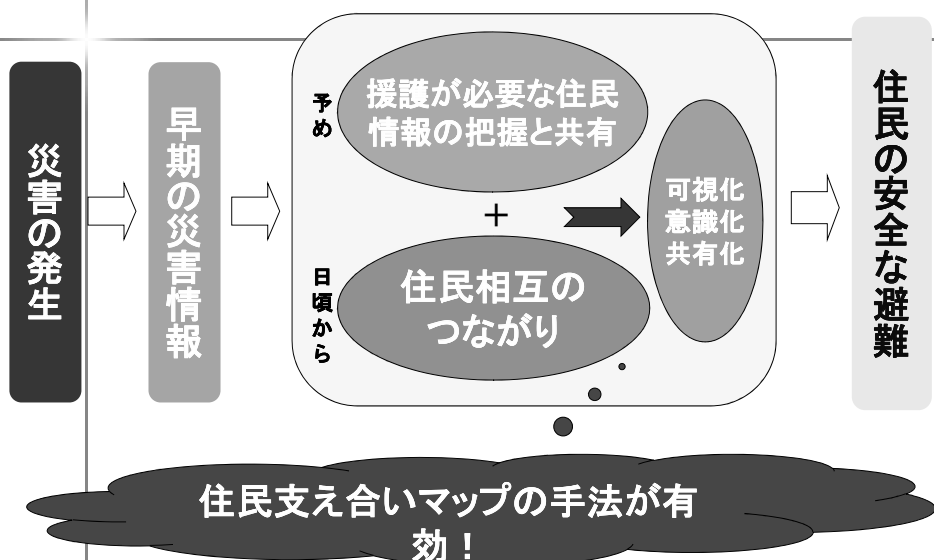 災害の発生
早期の災害情報
予め
援護が必要な住民
情報の把握と共有
＋
日頃から
住民相互の
つながり
可視化
意識化
共有化
住民の安全な避難
住民支え合いマップの手法が有
効！